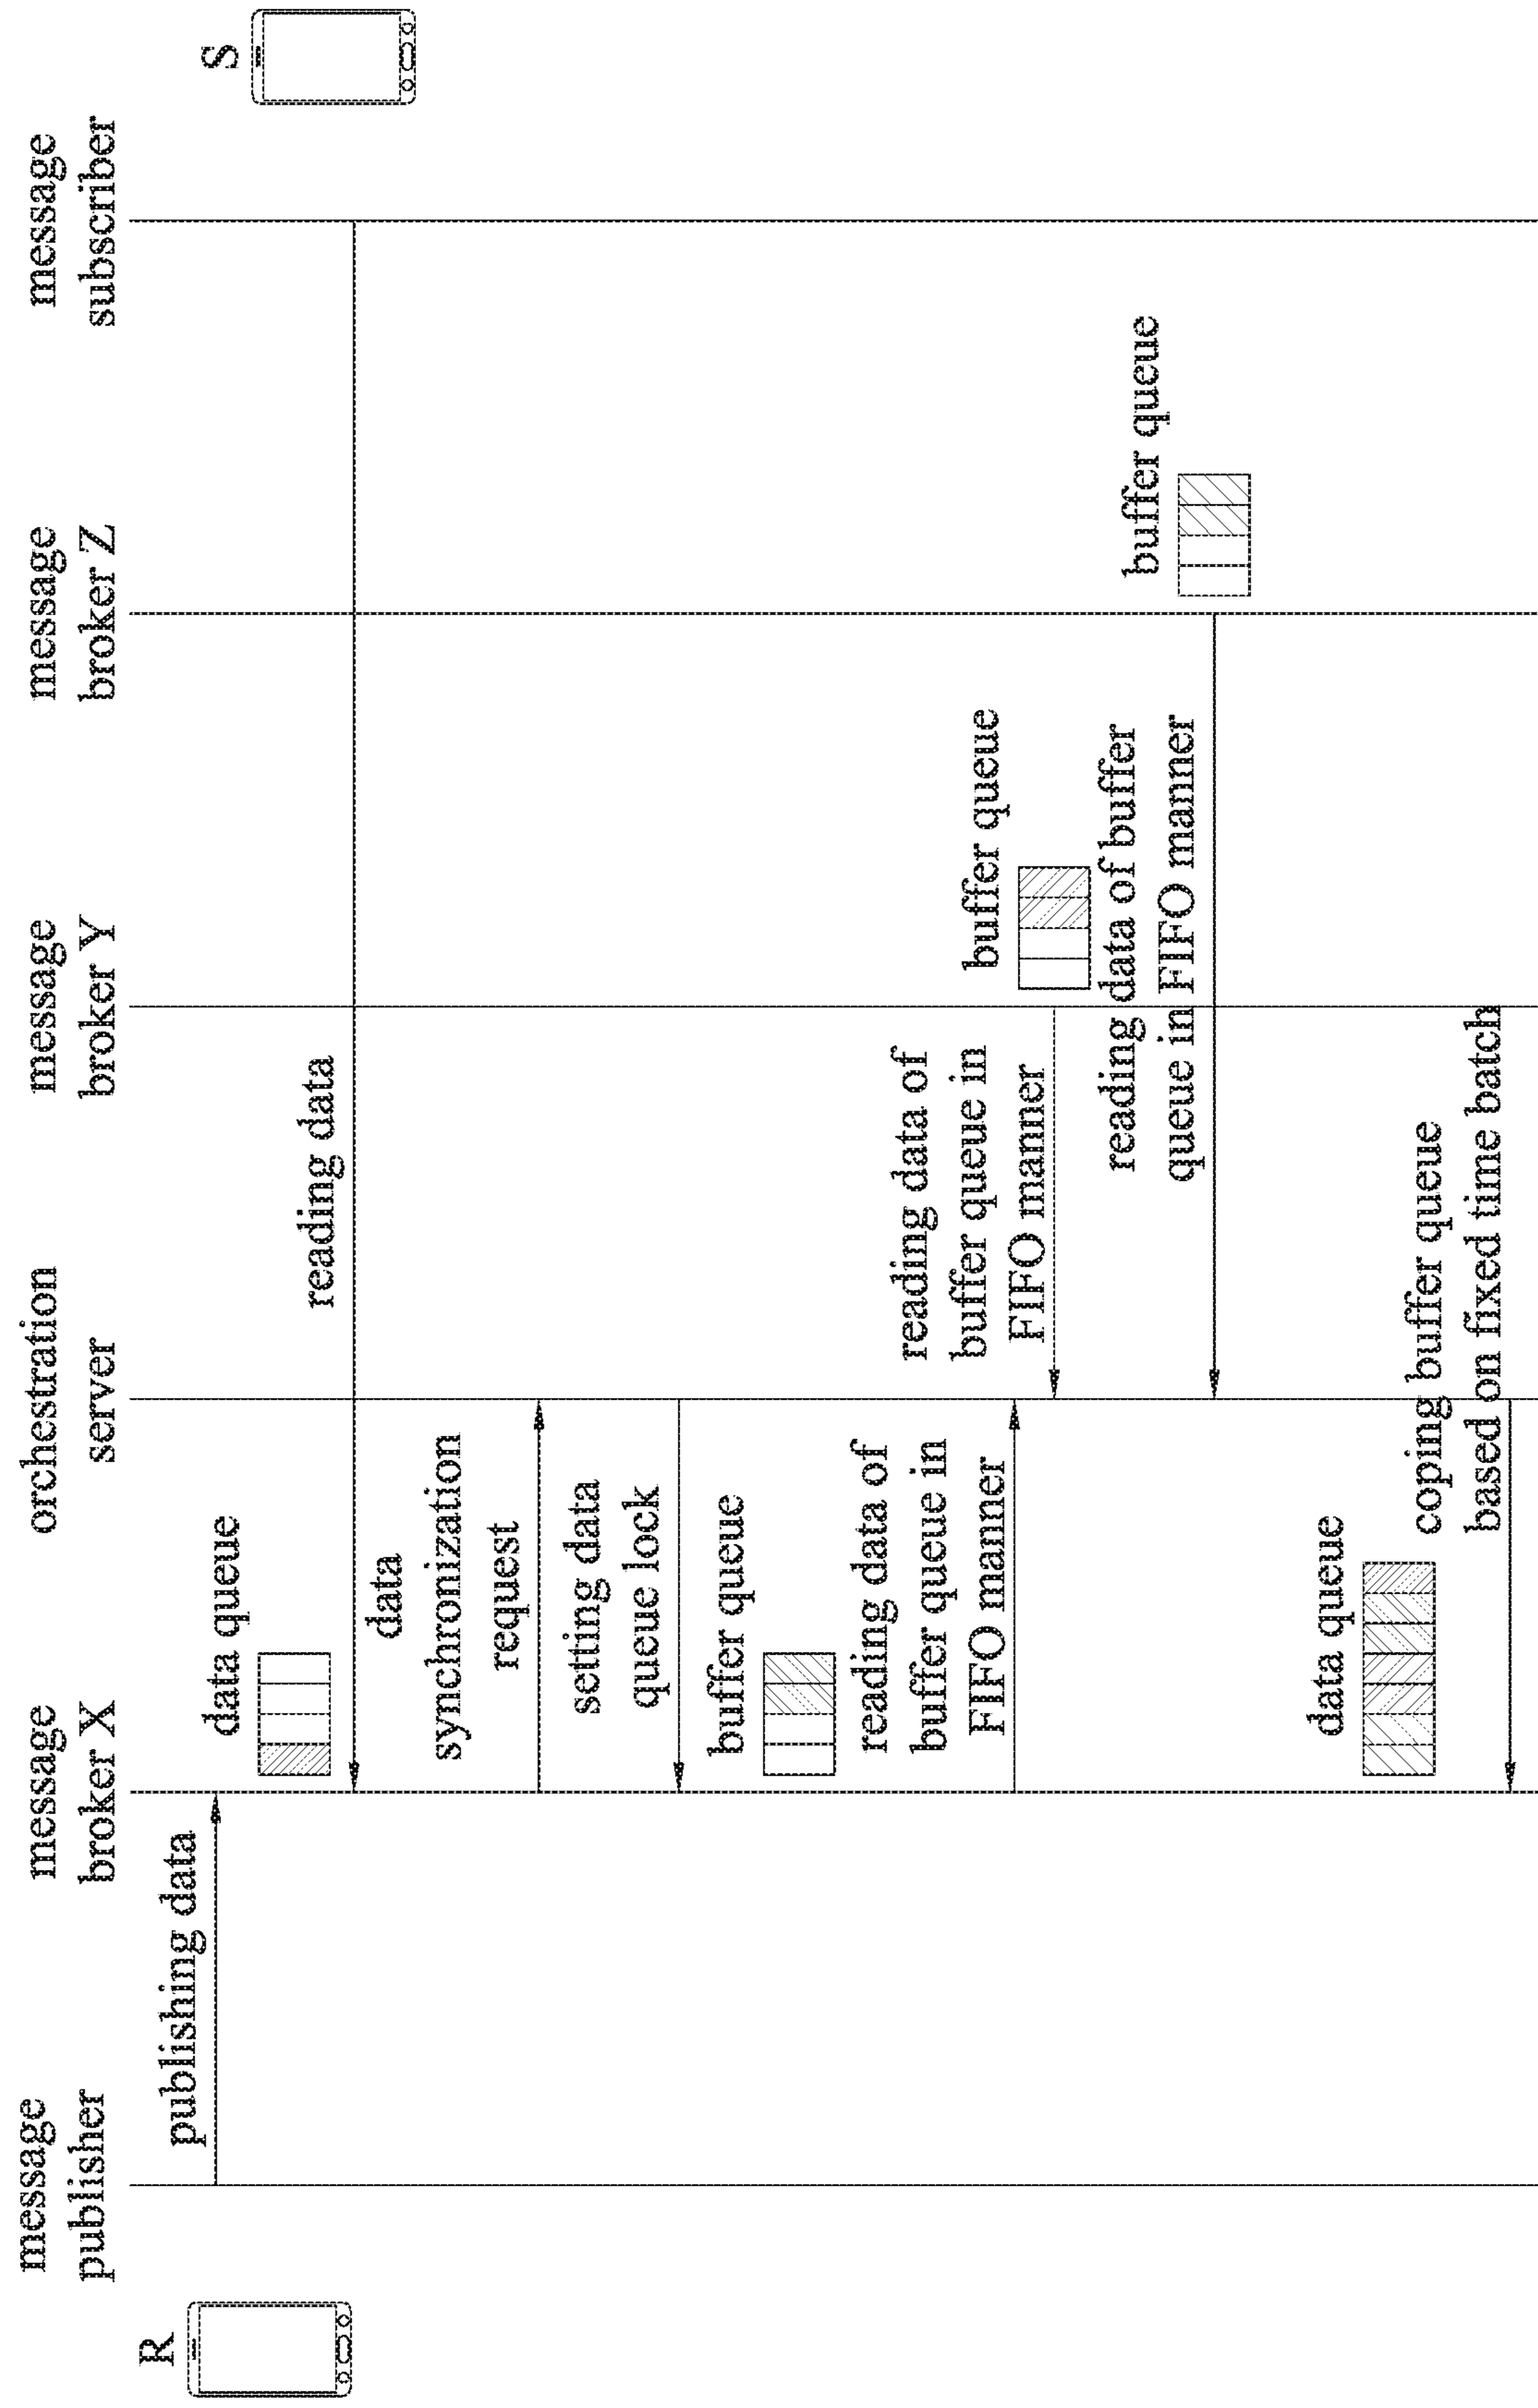 R
message
publisher
message
broker X
orchestration
server
message
broker Y
message
broker Z
message
subscriber
S
publishing data
data queue
reading data
data
synchronization
request
setting data
queue lock
buffer queue
reading data of
buffer queue in
FIFO manner
reading data of
buffer queue in
FIFO manner
buffer queue
reading data of buffer
queue in FIFO manner
buffer queue
data queue
coping buffer queue
based on fixed time batch